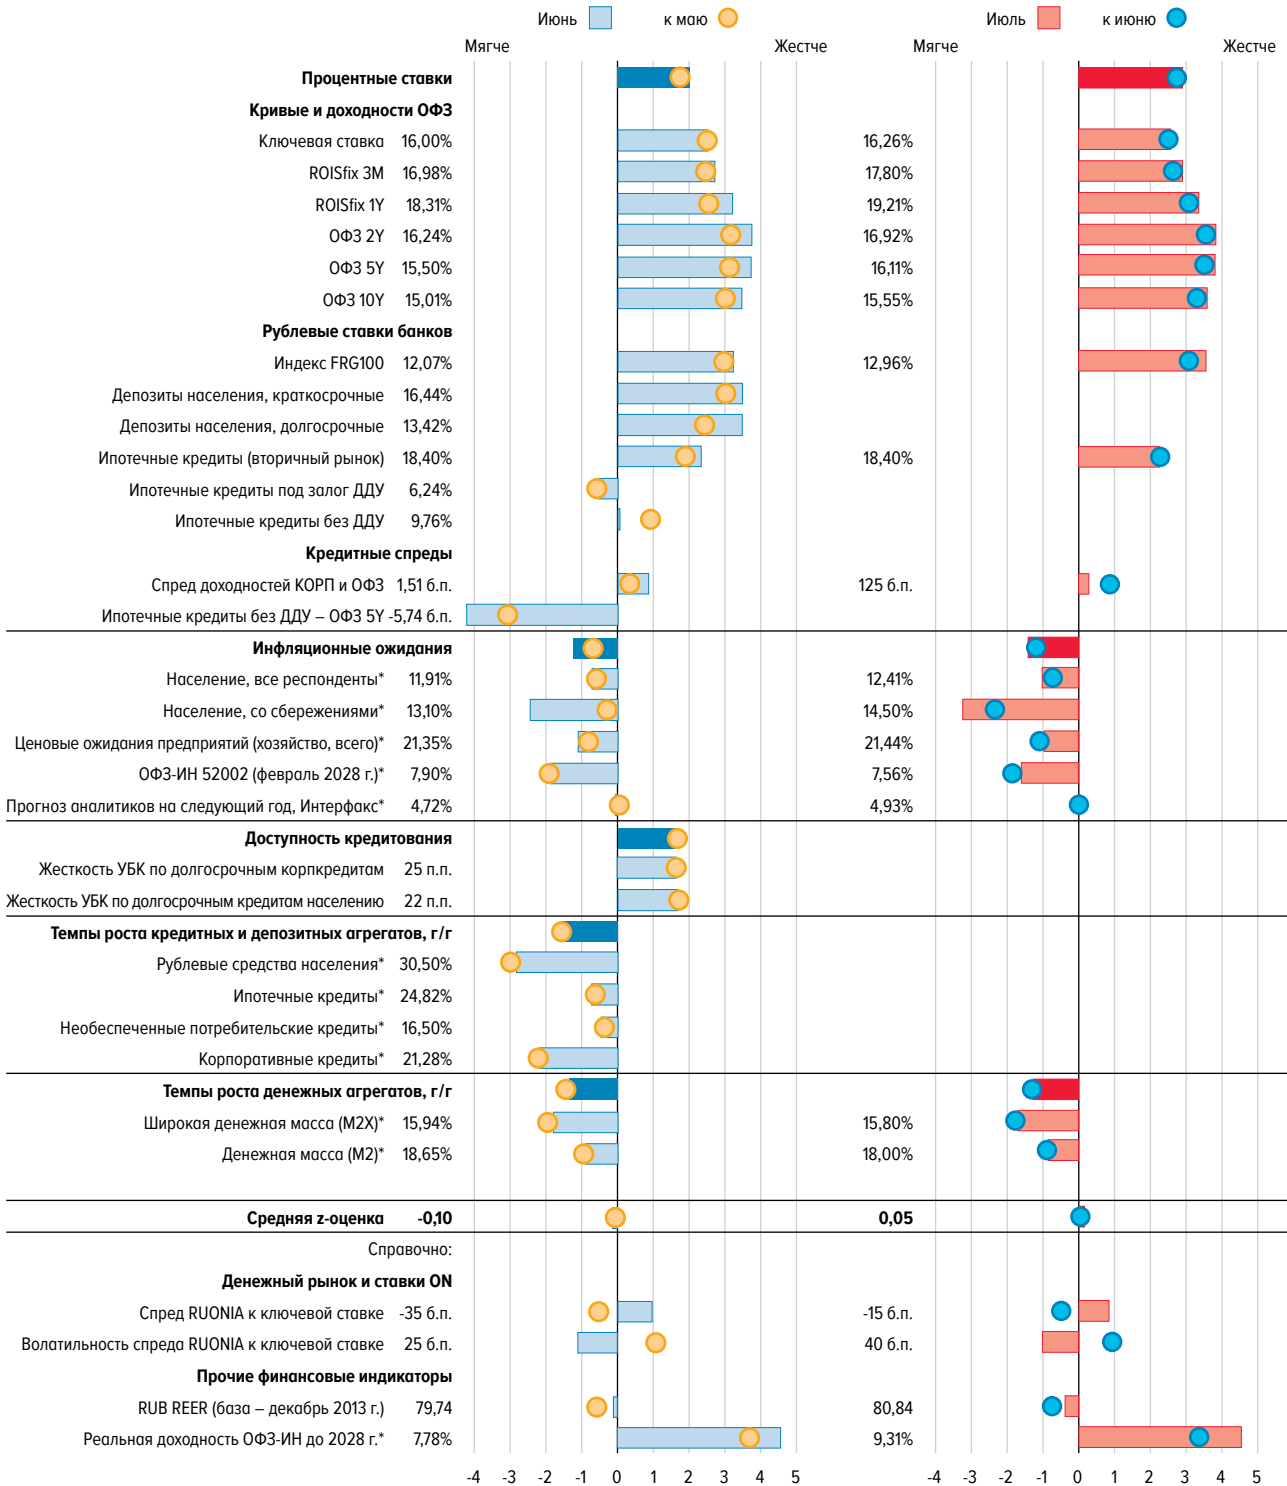 Июнь к маю Июль к июню
Мягче Жестче Мягче Жестче
Процентные ставки
Кривые и доходности ОФЗ
Ключевая ставка 16,00% 16,26%
ROISfix 3M 16,98% 17,80%
ROISfix 1Y 18,31% 19,21%
ОФЗ 2Y 16,24% 16,92%
ОФЗ 5Y 15,50% 16,11%
ОФЗ 10Y 15,01% 15,55%
Рублевые ставки банков
Индекс FRG100 12,07% 12,96%
Депозиты населения, краткосрочные 16,44%
Депозиты населения, долгосрочные 13,42%
Ипотечные кредиты (вторичный рынок) 18,40% 18,40%
Ипотечные кредиты под залог ДДУ 6,24%
Ипотечные кредиты без ДДУ 9,76%
Кредитные спреды
Спред доходностей КОРП и ОФЗ 1,51 б.п. 125 б.п.
Ипотечные кредиты без ДДУ – ОФЗ 5Y -5,74 б.п.
Инфляционные ожидания
Население, все респонденты* 11,91% 12,41%
Население, со сбережениями* 13,10% 14,50%
Ценовые ожидания предприятий (хозяйство, всего)* 21,35% 21,44%
ОФЗ-ИН 52002 (февраль 2028 г.)* 7,90% 7,56%
Прогноз аналитиков на следующий год, Интерфакс* 4,72% 4,93%
Доступность кредитования
Жесткость УБК по долгосрочным корпкредитам 25 п.п.
Жесткость УБК по долгосрочным кредитам населению 22 п.п.
Темпы роста кредитных и депозитных агрегатов, г/г
Рублевые средства населения* 30,50%
Ипотечные кредиты* 24,82%
Необеспеченные потребительские кредиты* 16,50%
Корпоративные кредиты* 21,28%
Темпы роста денежных агрегатов, г/г
Широкая денежная масса (М2Х)* 15,94% 15,80%
Денежная масса (М2)* 18,65% 18,00%
Средняя z-оценка -0,10 0,05
Справочно:
Денежный рынок и ставки ON
Спред RUONIA к ключевой ставке -35 б.п. -15 б.п.
Волатильность спреда RUONIA к ключевой ставке 25 б.п. 40 б.п.
Прочие финансовые индикаторы
RUB REER (база – декабрь 2013 г.) 79,74 80,84
Реальная доходность ОФЗ-ИН до 2028 г.* 7,78% 9,31%
-4 -3 -2 -1 0 1 2 3 4 5 -4 -3 -2 -1 0 1 2 3 4 5